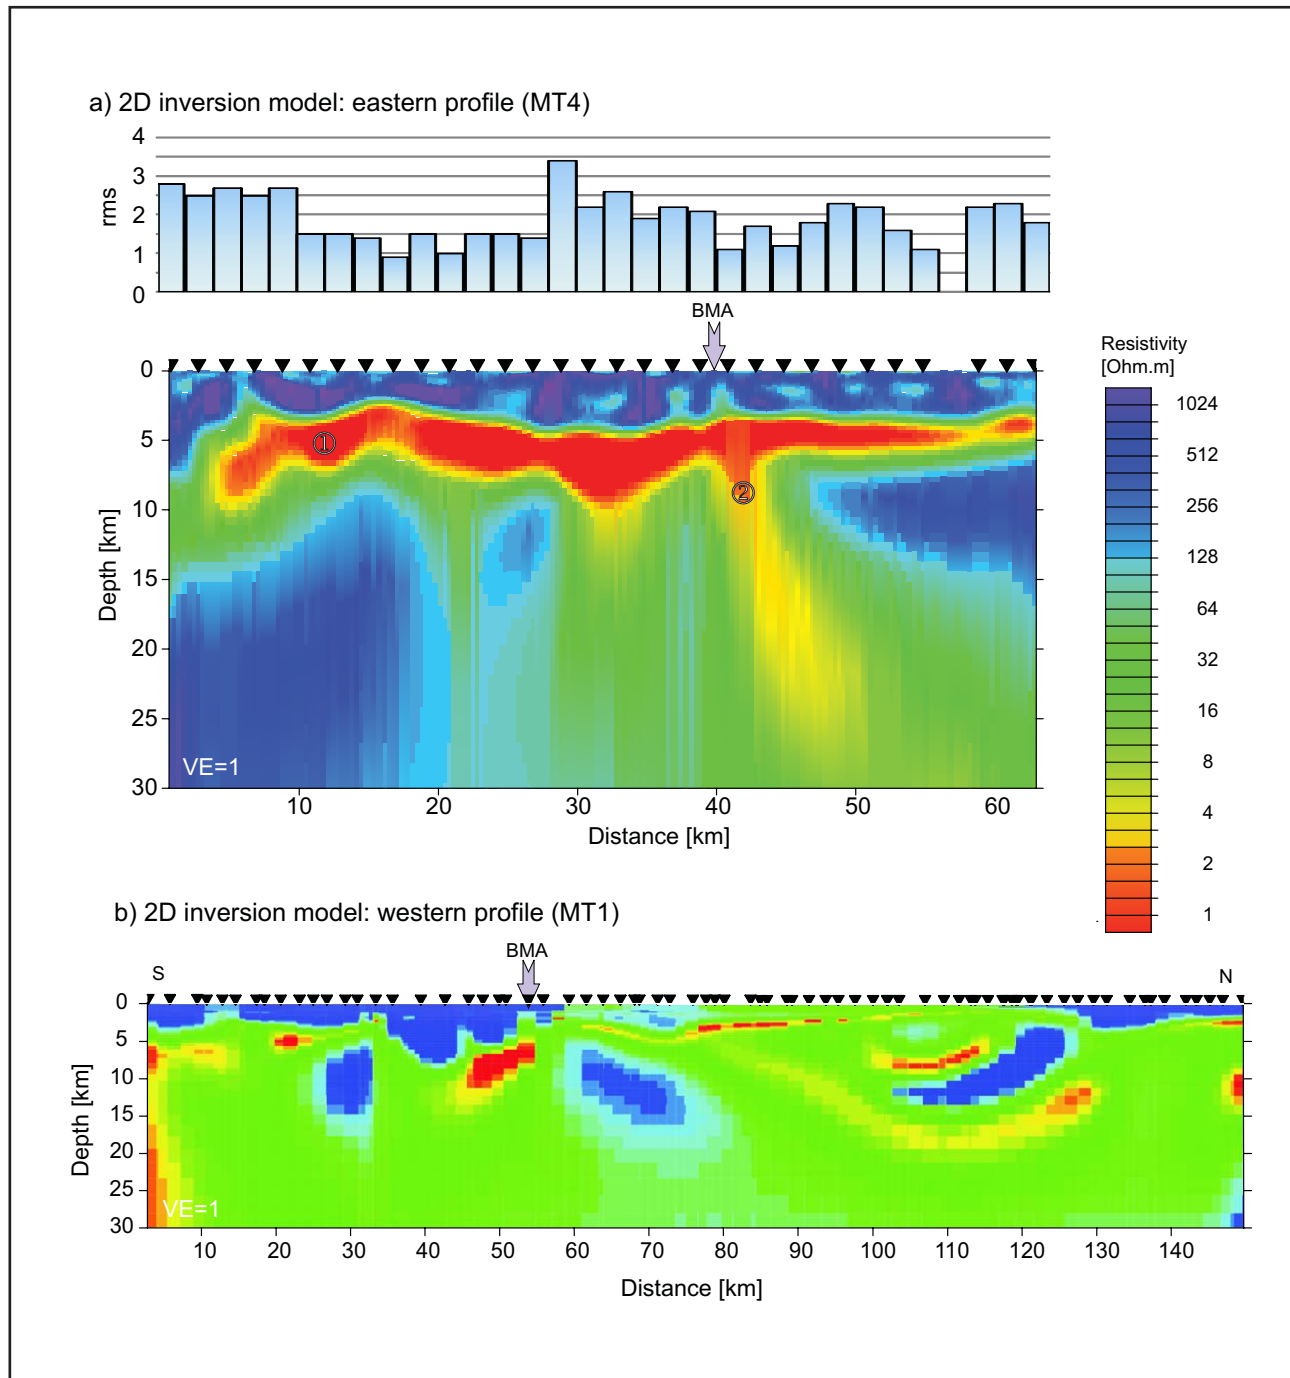 a) 2D inversion model: eastern profile (MT4)
4
3
2
1
0
rms
BMA
0
5
10
15
20
25
30
Depth [km]
①
②
VE=1
10 20 30 40 50 60
Distance [km]
Resistivity
[Ohm.m]
1024
512
256
128
64
32
16
8
4
2
1
b) 2D inversion model: western profile (MT1)
BMA
S
N
0
5
10
15
20
25
30
Depth [km]
VE=1
10 20 30 40 50 60 70 80 90 100 110 120 130 140
Distance [km]